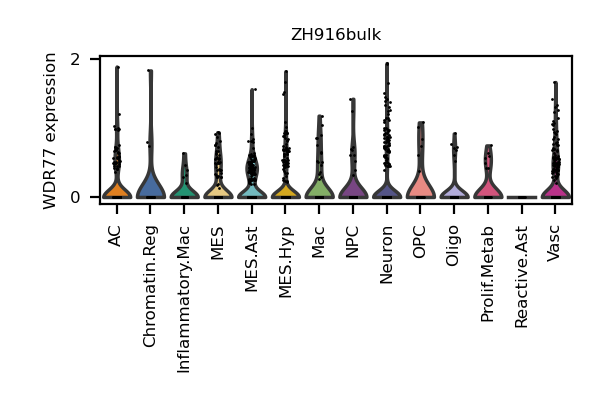 ZH916bulk
WDR77 expression
2
0
AC
Chromatin.Reg
Inflammatory.Mac
MES
MES.Ast
MES.Hyp
Mac
NPC
Neuron
OPC
Oligo
Prolif.Metab
Reactive.Ast
Vasc